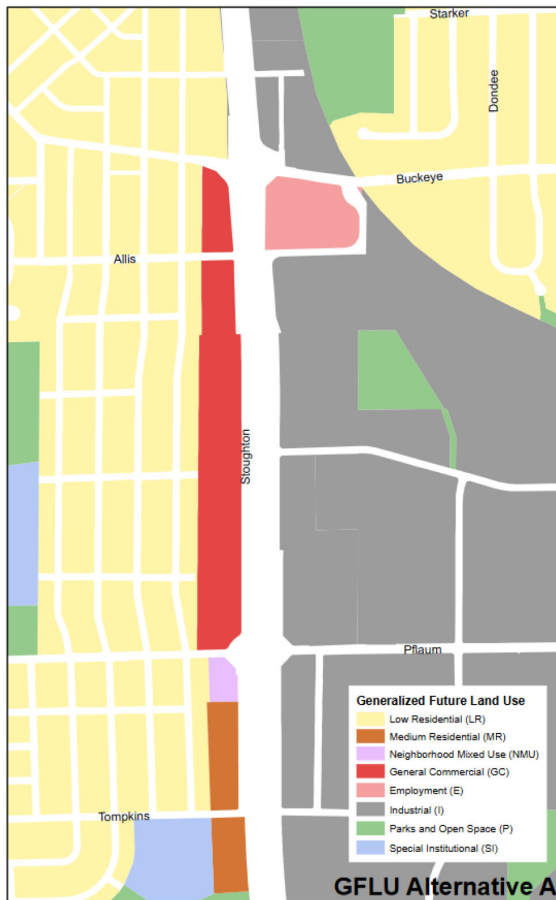 Starker
Dondee
Buckeye
Allis
Stoughton
Pflaum
Generalized Future Land Use
Low Residential (LR)
Medium Residential (MR)
Neighborhood Mixed Use (NMU)
General Commercial (GC)
Employment (E)
Industrial (I)
Parks and Open Space (P)
Special Institutional (SI)
Tompkins
GFLU Alternative A